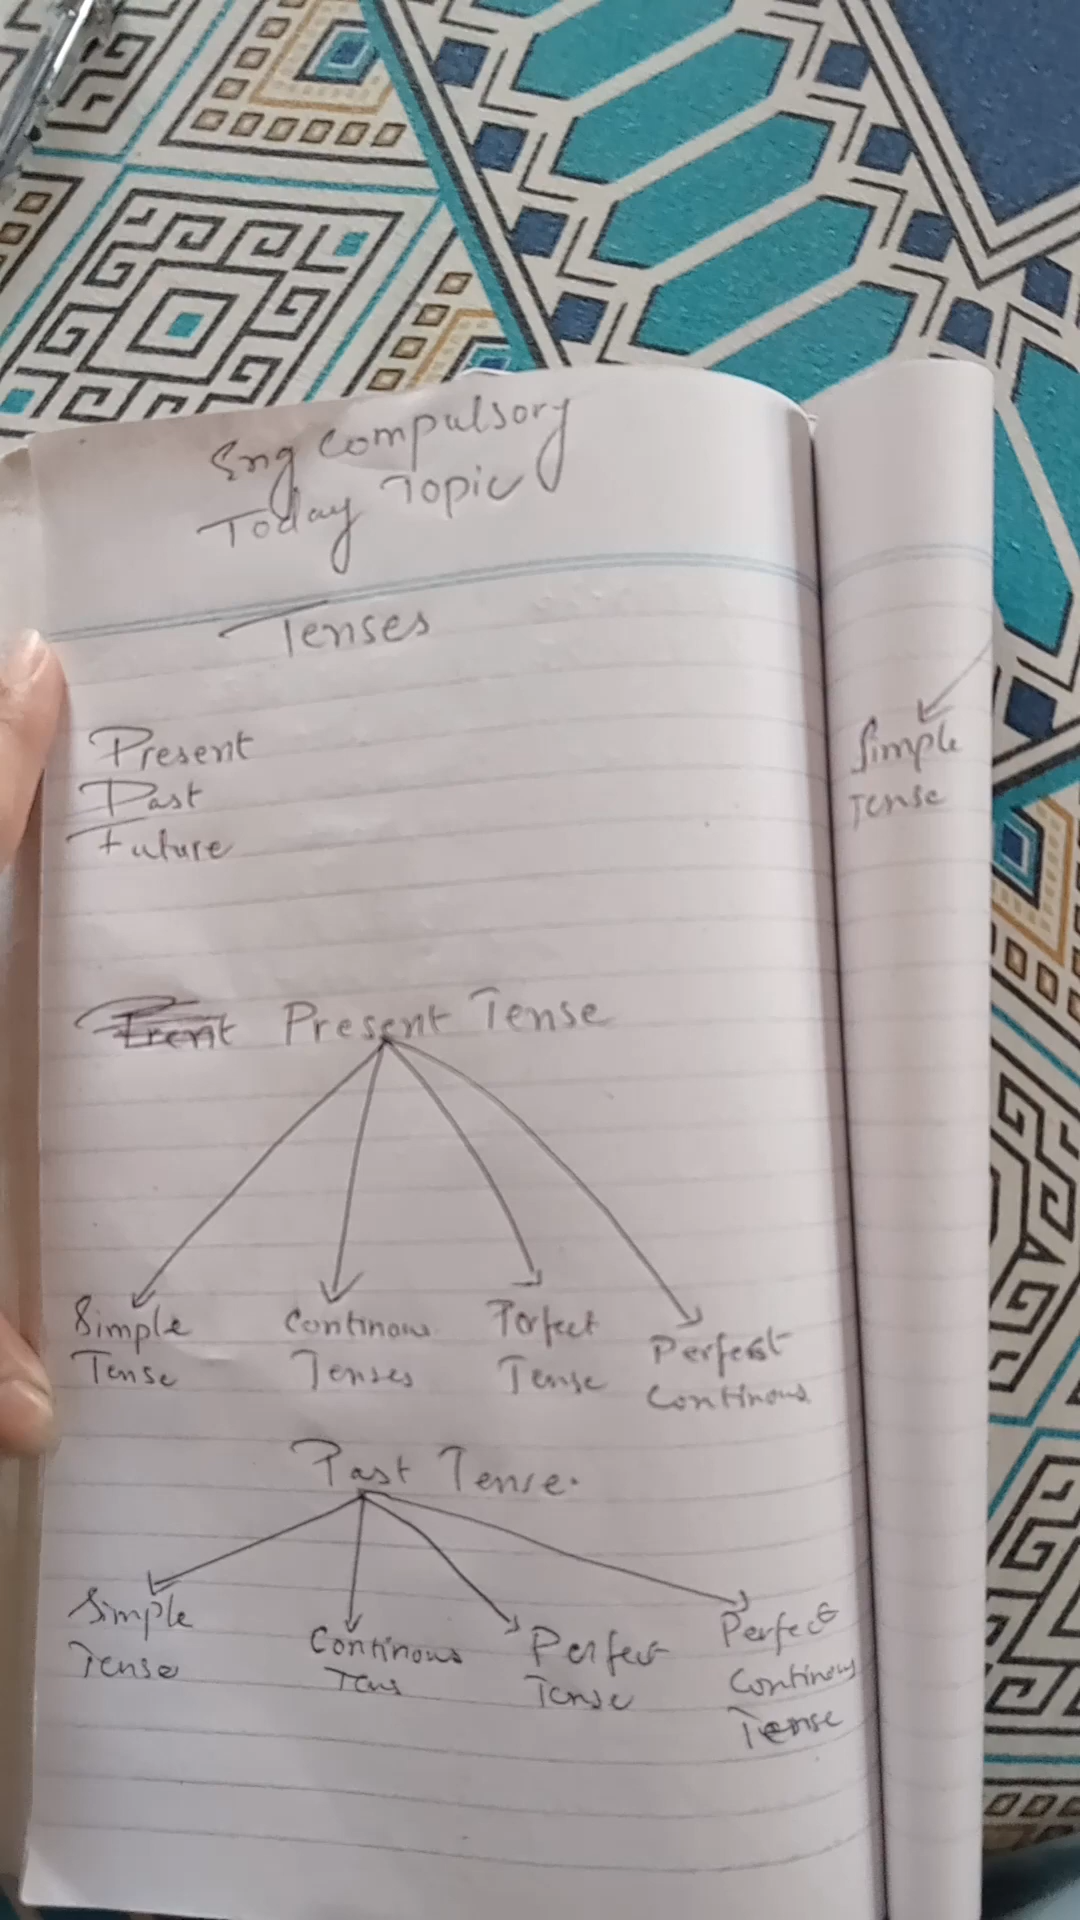 Eng Compulsory
Today Topic
Tenses
Present
Past
Future
Present Tense
Simple Tense
Continous Tenses
Perfect Tense
Perfect Continous
Past Tense.
Simple Tense
Continous Tens
Perfect Tense
Perfect Continous Tense
Simple
Tense